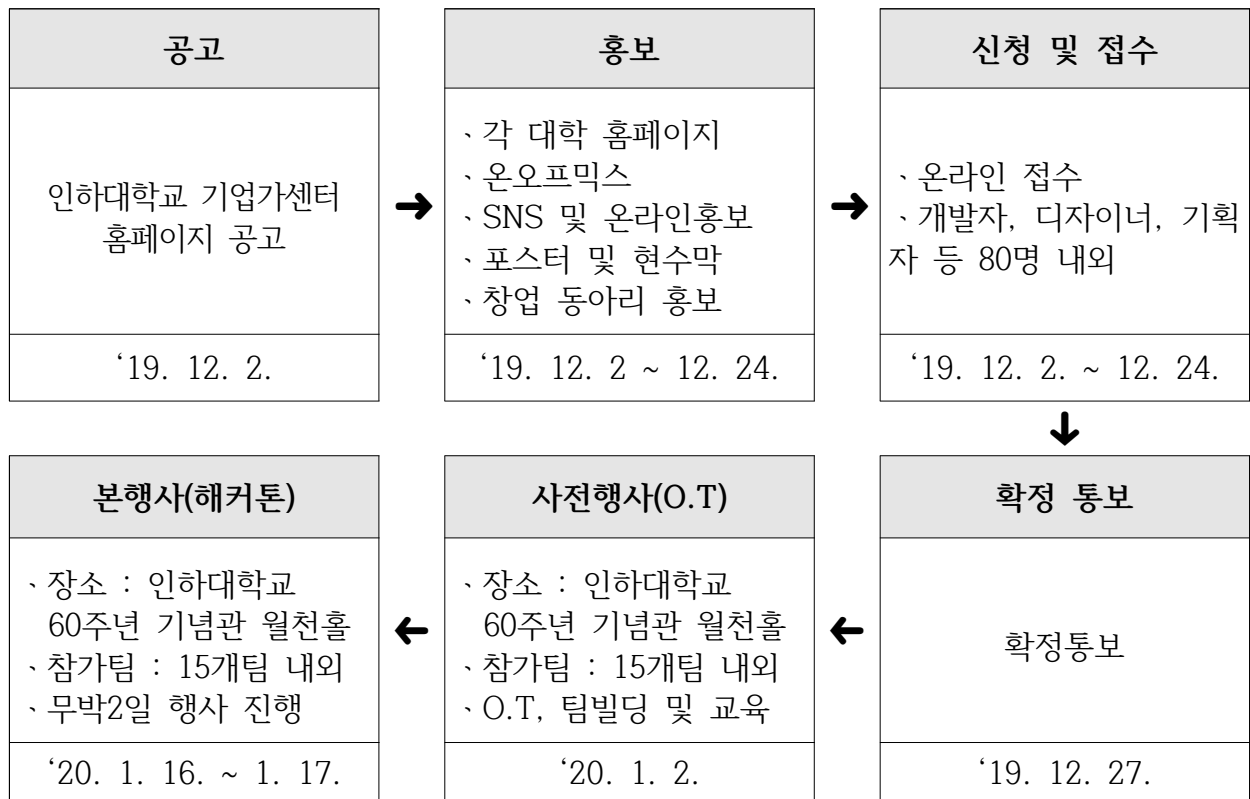 공고
인하대학교 기업가센터
홈페이지 공고
‘19. 12. 2.
홍보
、각 대학 홈페이지
、온오프믹스
、SNS 및 온라인홍보
、포스터 및 현수막
、창업 동아리 홍보
‘19. 12. 2 ~ 12. 24.
신청 및 접수
、온라인 접수
、개발자, 디자이너, 기획
자 등 80명 내외
‘19. 12. 2. ~ 12. 24.
확정 통보
확정통보
‘19. 12. 27.
사전행사(O.T)
、장소 : 인하대학교
60주년 기념관 월천홀
、참가팀 : 15개팀 내외
、O.T, 팀빌딩 및 교육
‘20. 1. 2.
본행사(해커톤)
、장소 : 인하대학교
60주년 기념관 월천홀
、참가팀 : 15개팀 내외
、무박2일 행사 진행
‘20. 1. 16. ~ 1. 17.